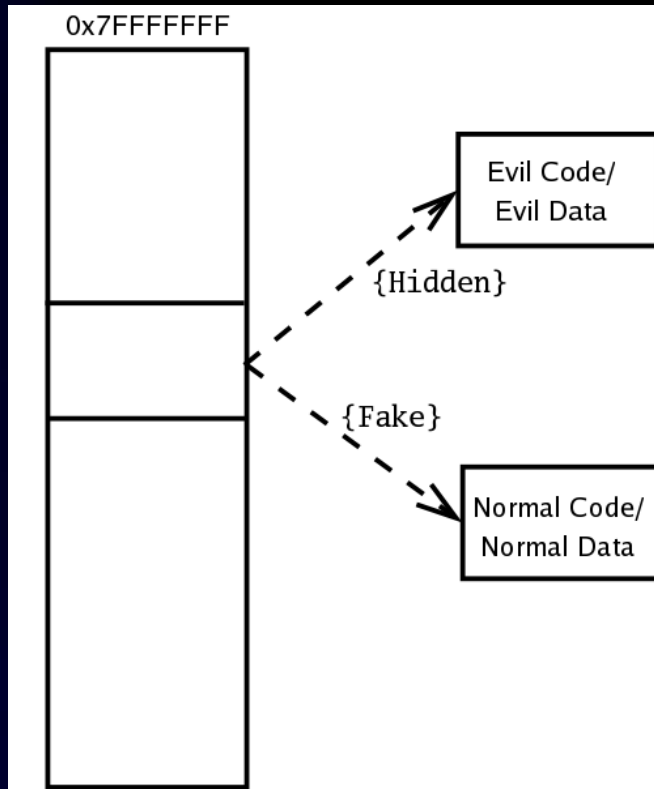 0x7FFFFFFF
Evil Code/
Evil Data
{Hidden}
{Fake}
Normal Code/
Normal Data